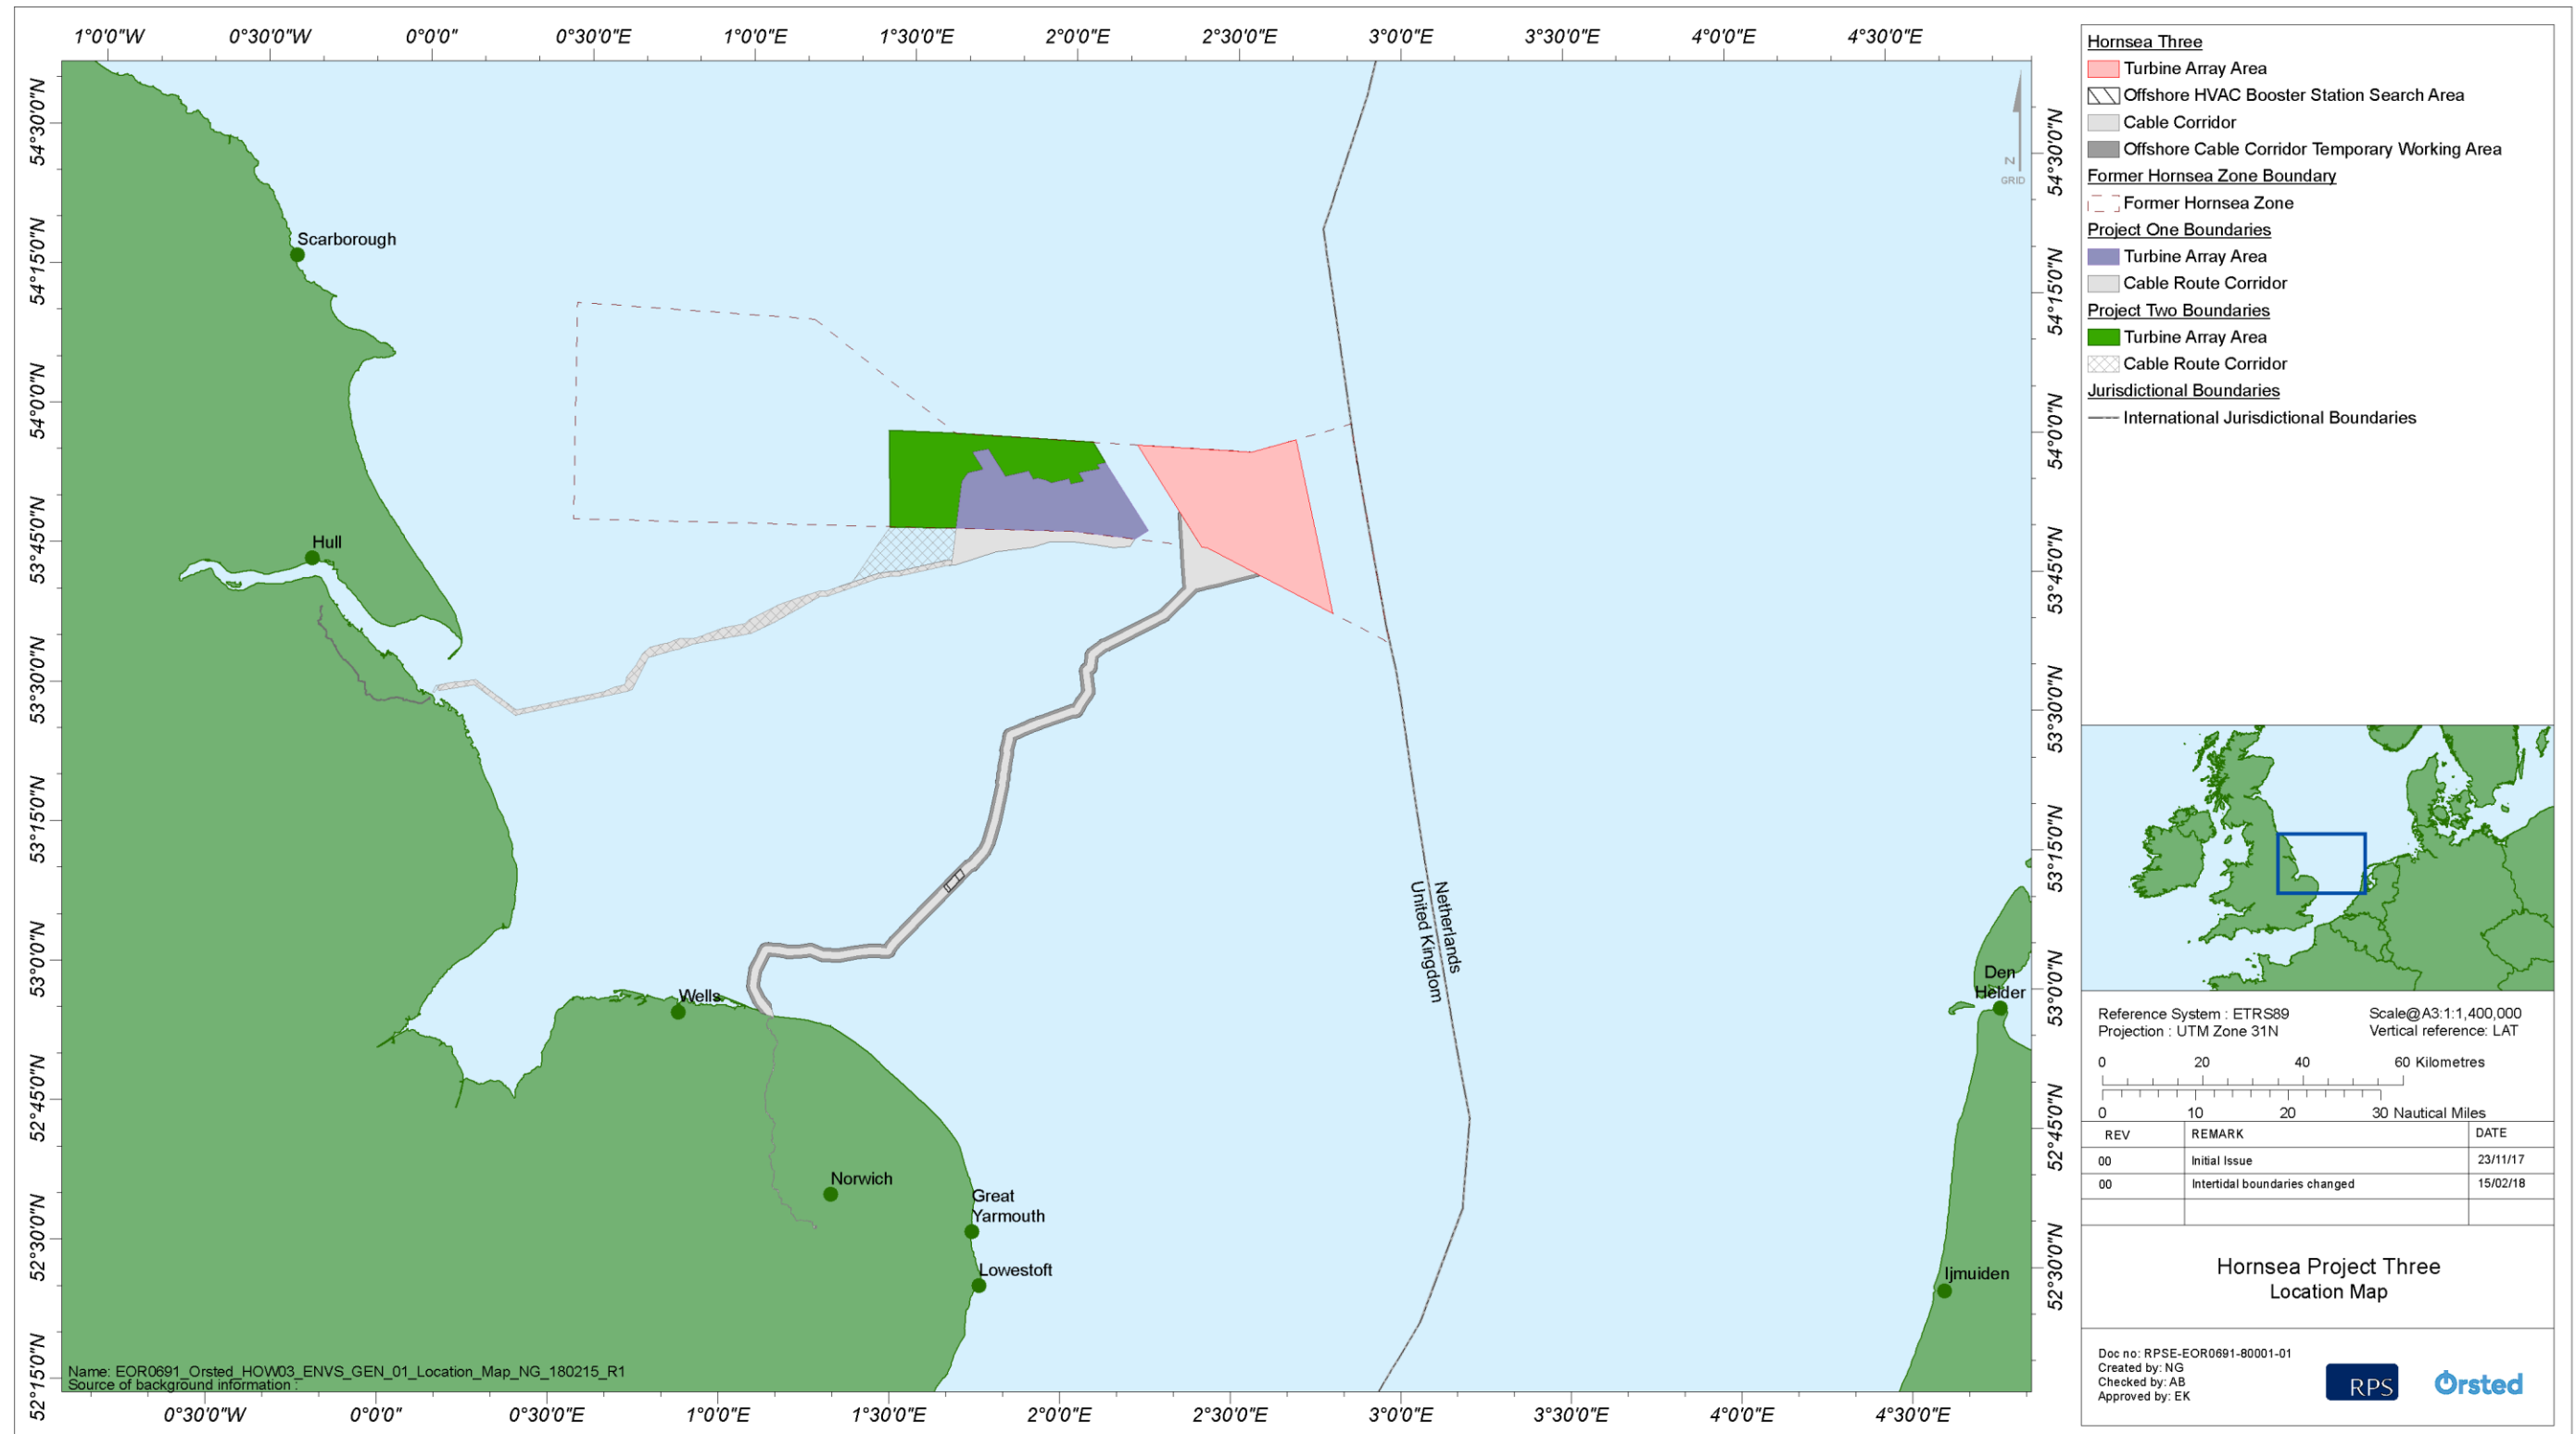 1°0'0"W 0°30'0"W 0°0'0" 0°30'0"E 1°0'0"E 1°30'0"E 2°0'0"E 2°30'0"E 3°0'0"E 3°30'0"E 4°0'0"E 4°30'0"E
54°30'0"N
54°15'0"N
54°0'0"N
53°45'0"N
53°30'0"N
53°15'0"N
53°0'0"N
52°45'0"N
52°30'0"N
52°15'0"N
Scarborough
Hull
Wells
Norwich
Great
Yarmouth
Lowestoft
Netherlands
United Kingdom
Den
Helder
Ijmuiden
N
GRID
54°30'0"N
54°15'0"N
54°0'0"N
53°45'0"N
53°30'0"N
53°15'0"N
53°0'0"N
52°45'0"N
52°30'0"N
Name: EOR0691_Orsted_HOW03_ENVS_GEN_01_Location_Map_NG_180215_R1
Source of background information :
0°30'0"W 0°0'0" 0°30'0"E 1°0'0"E 1°30'0"E 2°0'0"E 2°30'0"E 3°0'0"E 3°30'0"E 4°0'0"E 4°30'0"E
Hornsea Three
Turbine Array Area
Offshore HVAC Booster Station Search Area
Cable Corridor
Offshore Cable Corridor Temporary Working Area
Former Hornsea Zone Boundary
Former Hornsea Zone
Project One Boundaries
Turbine Array Area
Cable Route Corridor
Project Two Boundaries
Turbine Array Area
Cable Route Corridor
Jurisdictional Boundaries
International Jurisdictional Boundaries
Reference System : ETRS89 Scale@A3:1:1,400,000
Projection : UTM Zone 31N Vertical reference: LAT
0 20 40 60 Kilometres
0 10 20 30 Nautical Miles
REV REMARK DATE
00 Initial Issue 23/11/17
00 Intertidal boundaries changed 15/02/18
Hornsea Project Three
Location Map
Doc no: RPSE-EOR0691-80001-01
Created by: NG
Checked by: AB
Approved by: EK
RPS
Ørsted